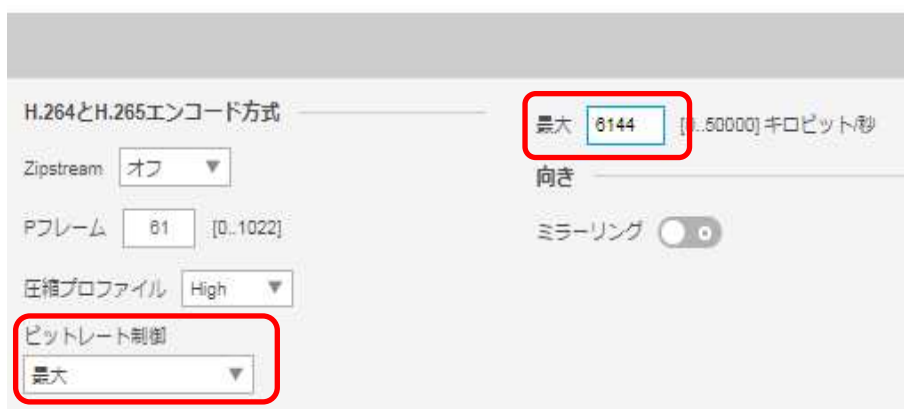 H.264とH.265エンコード方式
Zipstream オフ
Pフレーム 61 [0..1022]
圧縮プロファイル High
ビットレート制御
最大
最大 6144 [0..50000] キロビット/秒
向き
ミラーリング